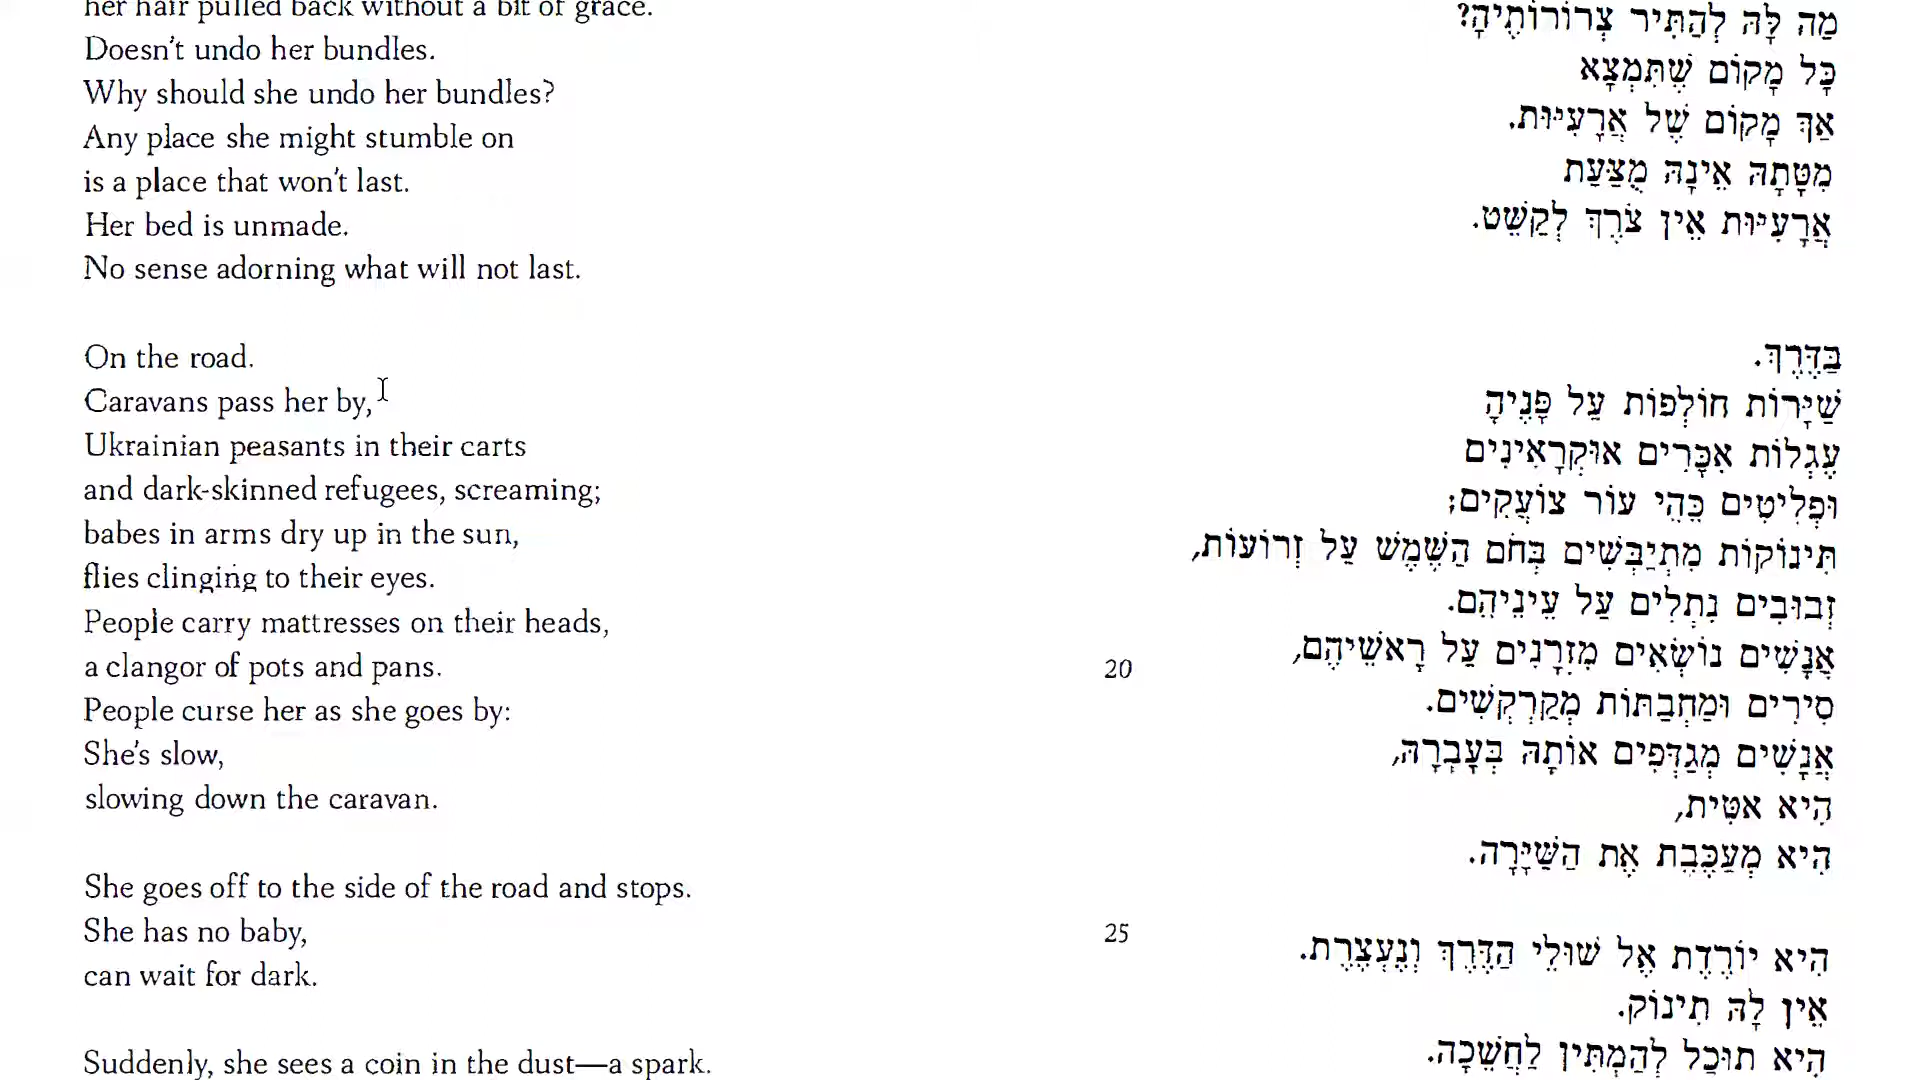 her hair pulled back without a bit of grace.
Doesn't undo her bundles.
Why should she undo her bundles?
Any place she might stumble on
is a place that won't last.
Her bed is unmade.
No sense adorning what will not last.
On the road.
Caravans pass her by,
Ukrainian peasants in their carts
and dark-skinned refugees, screaming;
babes in arms dry up in the sun,
flies clinging to their eyes.
People carry mattresses on their heads,
a clangor of pots and pans.
People curse her as she goes by:
She's slow,
slowing down the caravan.
She goes off to the side of the road and stops.
She has no baby,
can wait for dark.
Suddenly, she sees a coin in the dust—a spark.
20
25
מַה לָּהּ לְהַתִּיר צְרוֹרוֹתֶיהָ?
כָּל מָקוֹם שֶׁתִּמְצָא
אַךְ מָקוֹם שֶׁל אֲרָעִיּוּת.
מִטָּתָהּ אֵינָהּ מֻצַּעַת
אֲרָעִיּוּת אֵין צֹרֶךְ לְקַשֵּׁט.
בַּדֶּרֶךְ.
שַׁיָּרוֹת חוֹלְפוֹת עַל פָּנֶיהָ
עֶגְלוֹת אִכָּרִים אוּקְרָאִינִים
וּפְלִיטִים כֵּהֵי עוֹר צוֹעֲקִים;
תִּינוֹקוֹת מִתְיַבְּשִׁים בְּחֹם הַשֶּׁמֶשׁ עַל זְרוֹעוֹת,
זְבוּבִים נִתְלִים עַל עֵינֵיהֶם.
אֲנָשִׁים נוֹשְׂאִים מִזְרָנִים עַל רָאשֵׁיהֶם,
סִירִים וּמַחְבַתּוֹת מְקַרְקְשִׁים.
אֲנָשִׁים מְגַדְּפִים אוֹתָהּ בְּעָבְרָהּ,
הִיא אִטִּית,
הִיא מְעַכֶּבֶת אֶת הַשַּׁיָּרָה.
הִיא יוֹרֶדֶת אֶל שׁוּלֵי הַדֶּרֶךְ וְנֶעֱצֶרֶת.
אֵין לָהּ תִּינוֹק.
הִיא תּוּכַל לְהַמְתִּין לַחֲשֵׁכָה.